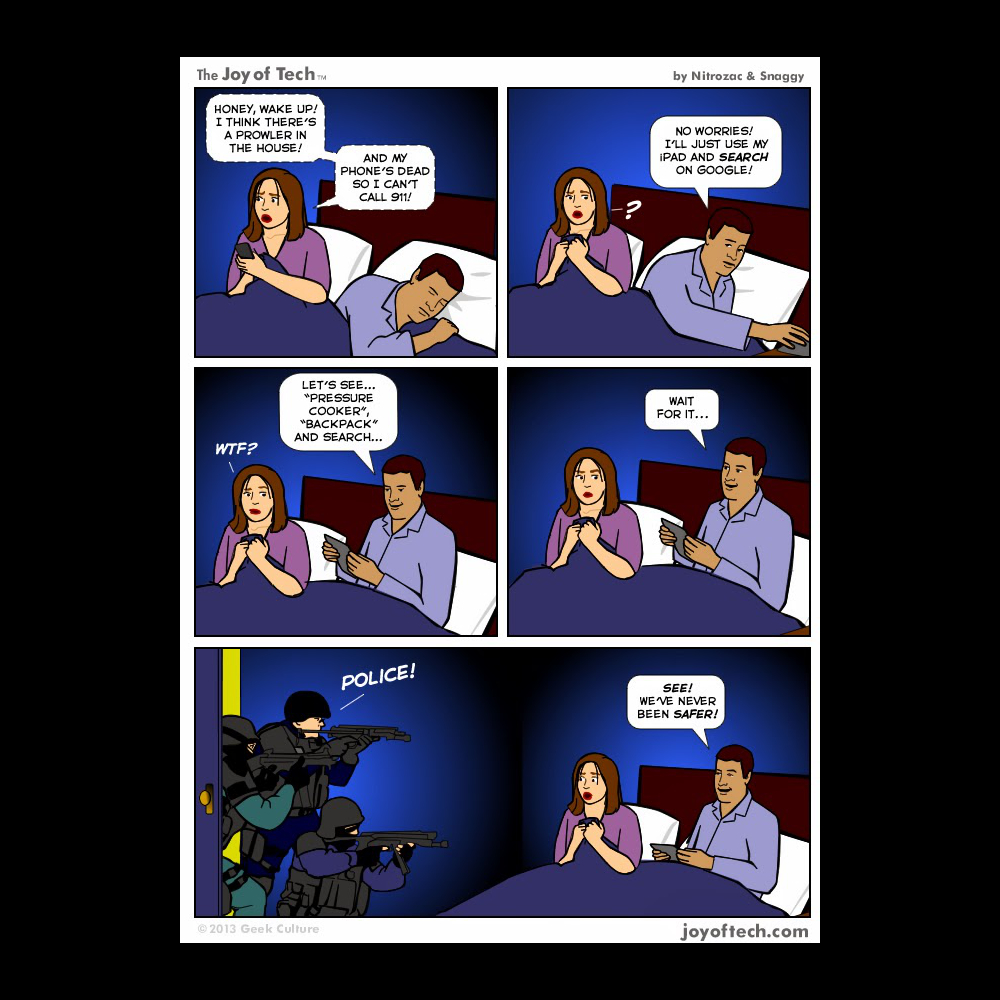 The Joy of Tech™
by Nitrozac & Snaggy
HONEY, WAKE UP!
I THINK THERE'S
A PROWLER IN
THE HOUSE!
AND MY
PHONE'S DEAD
SO I CAN'T
CALL 911!
NO WORRIES!
I'LL JUST USE MY
iPAD AND SEARCH
ON GOOGLE!
?
LET'S SEE...
"PRESSURE
COOKER",
"BACKPACK"
AND SEARCH...
WTF?
WAIT
FOR IT...
POLICE!
SEE!
WE'VE NEVER
BEEN SAFER!
©2013 Geek Culture
joyoftech.com